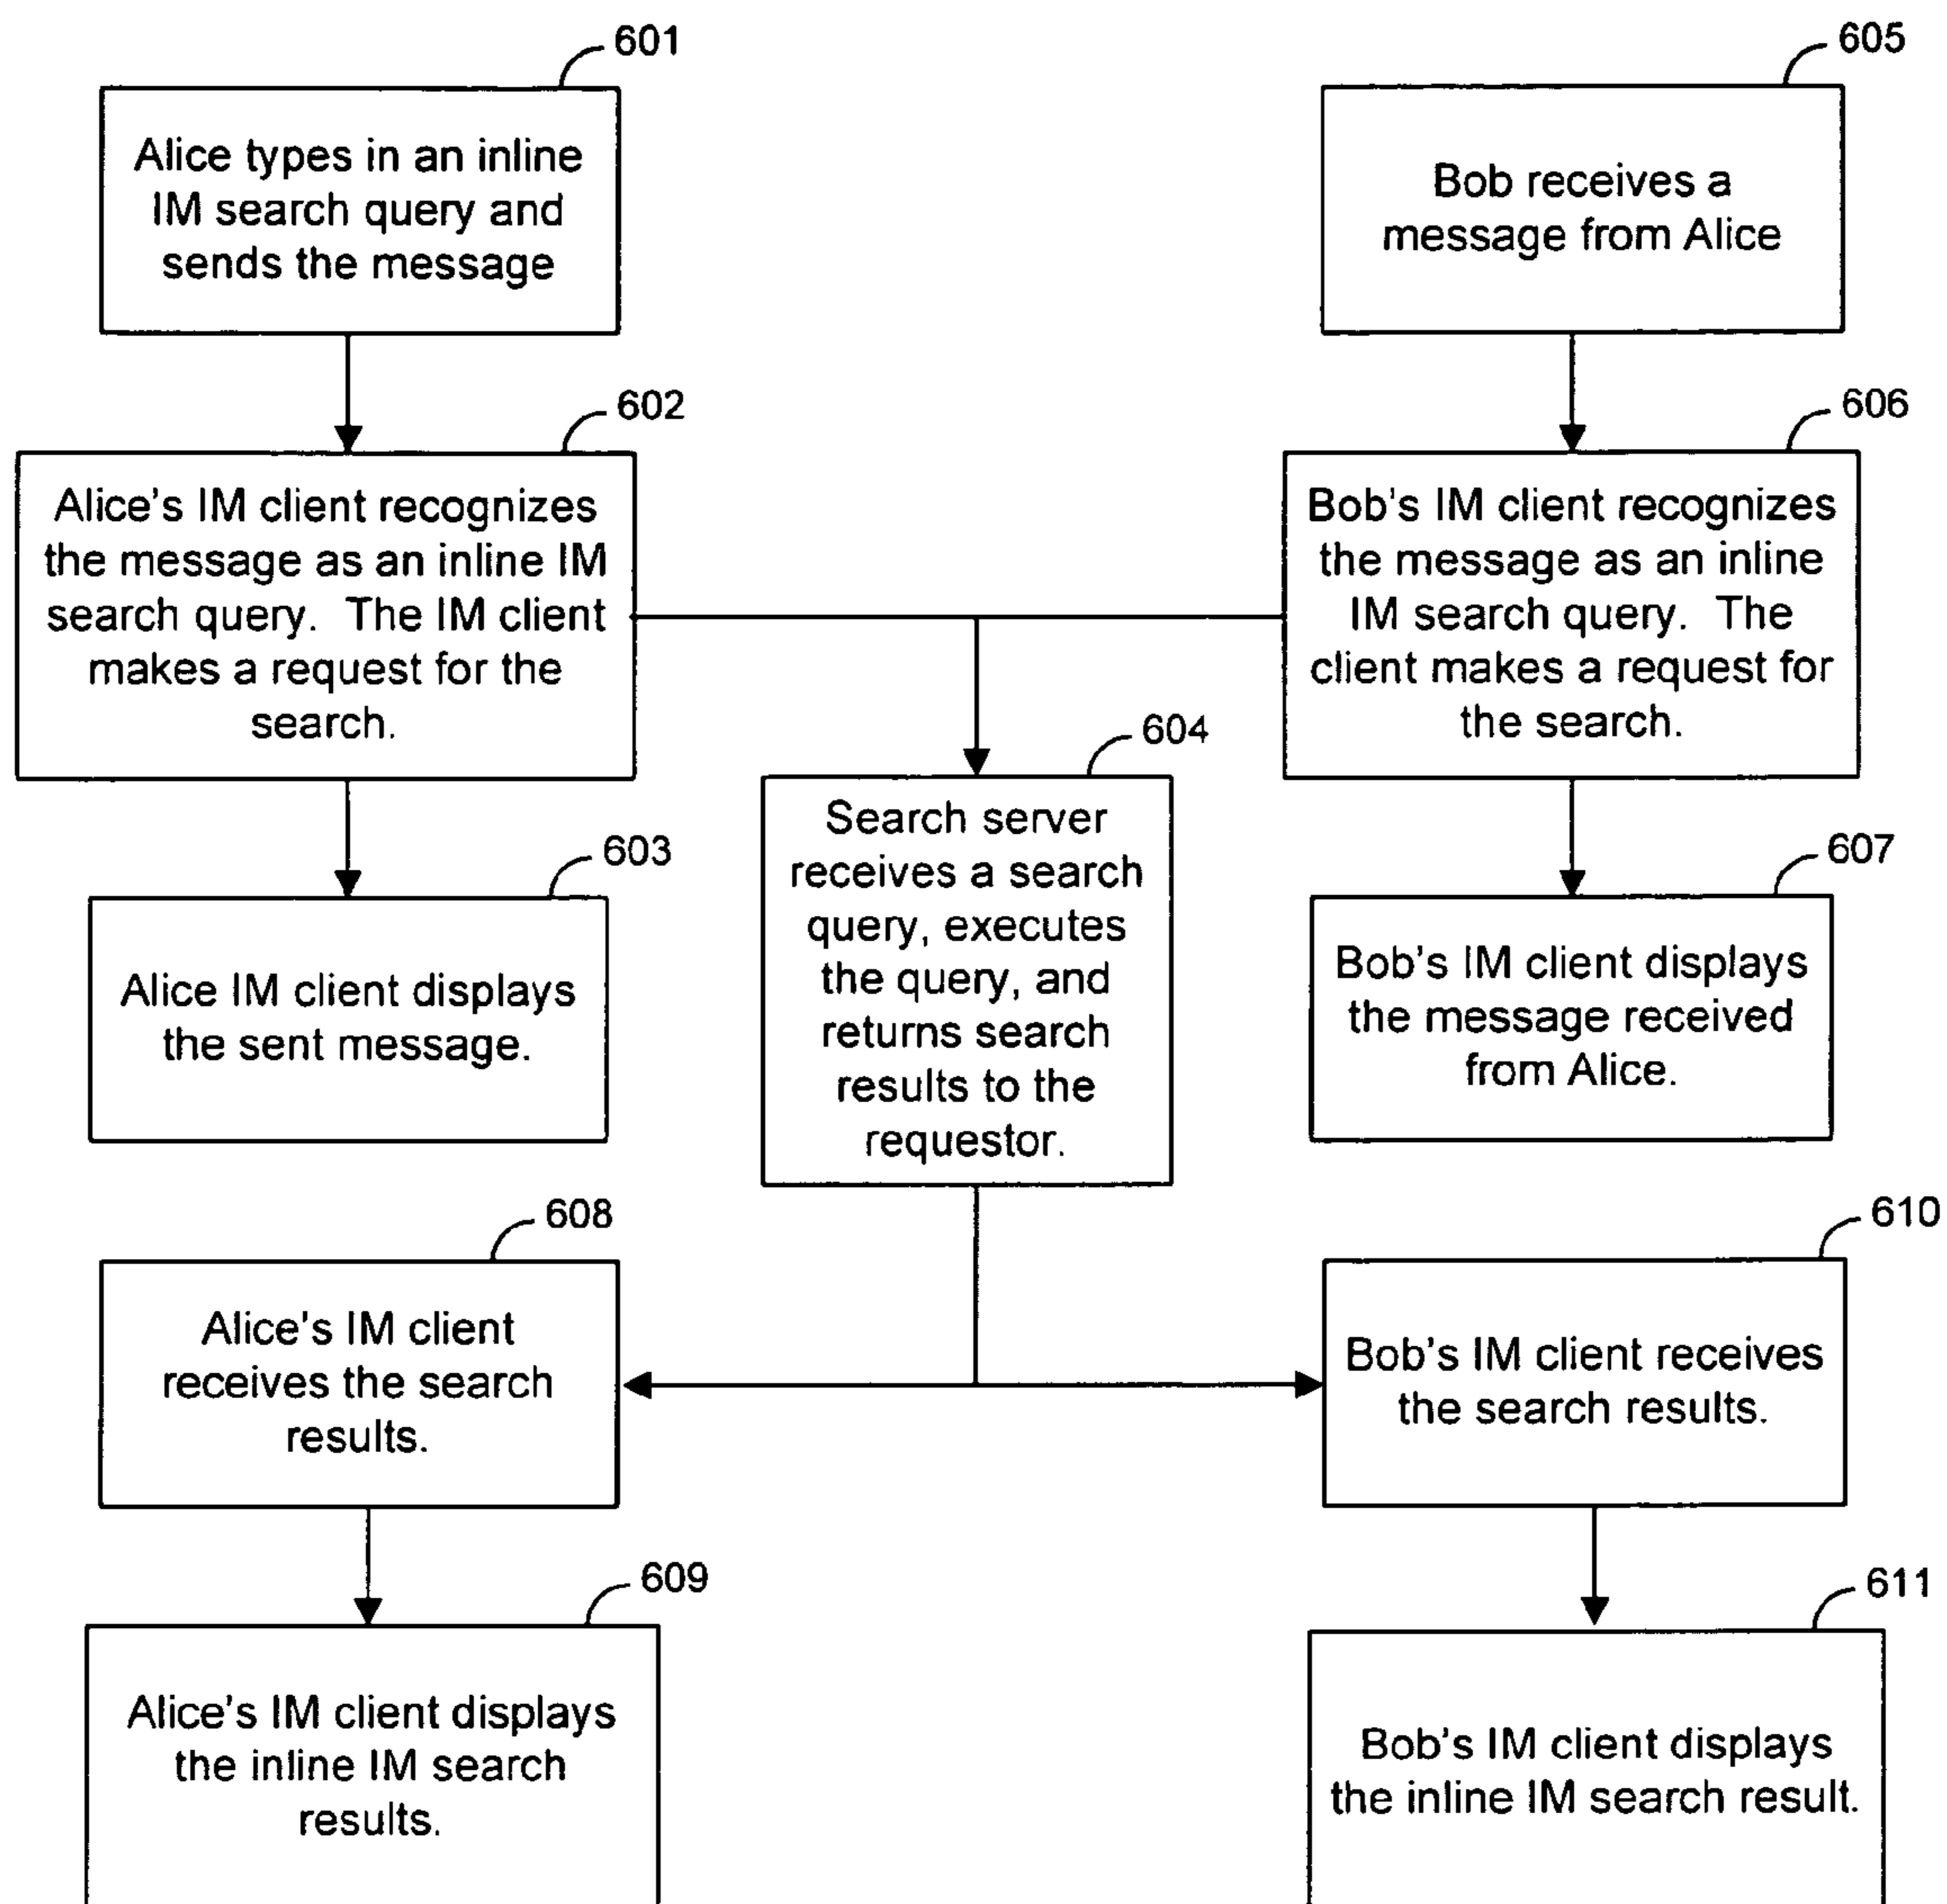 601
Alice types in an inline
IM search query and
sends the message
605
Bob receives a
message from Alice
602
Alice's IM client recognizes
the message as an inline IM
search query.  The IM client
makes a request for the
search.
606
Bob's IM client recognizes
the message as an inline
IM search query.  The
client makes a request for
the search.
604
Search server
receives a search
query, executes
the query, and
returns search
results to the
requestor.
603
Alice IM client displays
the sent message.
607
Bob's IM client displays
the message received
from Alice.
608
Alice's IM client
receives the search
results.
610
Bob's IM client receives
the search results.
609
Alice's IM client displays
the inline IM search
results.
611
Bob's IM client displays
the inline IM search result.